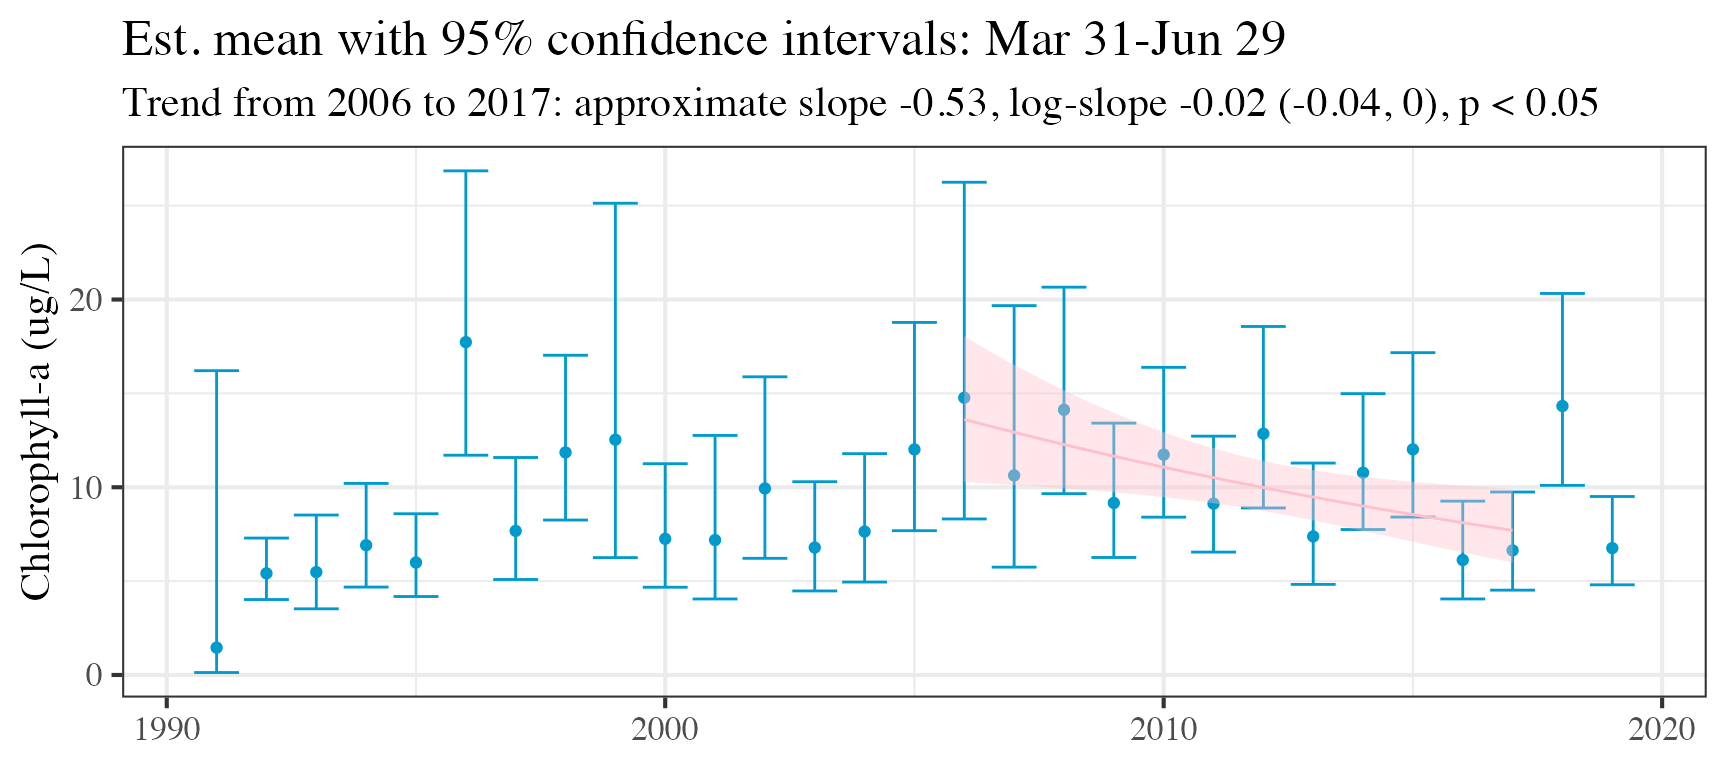 Est. mean with 95% confidence intervals: Mar 31-Jun 29
Trend from 2006 to 2017: approximate slope -0.53, log-slope -0.02 (-0.04, 0), p < 0.05
Chlorophyll-a (ug/L)
20
10
0
1990
2000
2010
2020